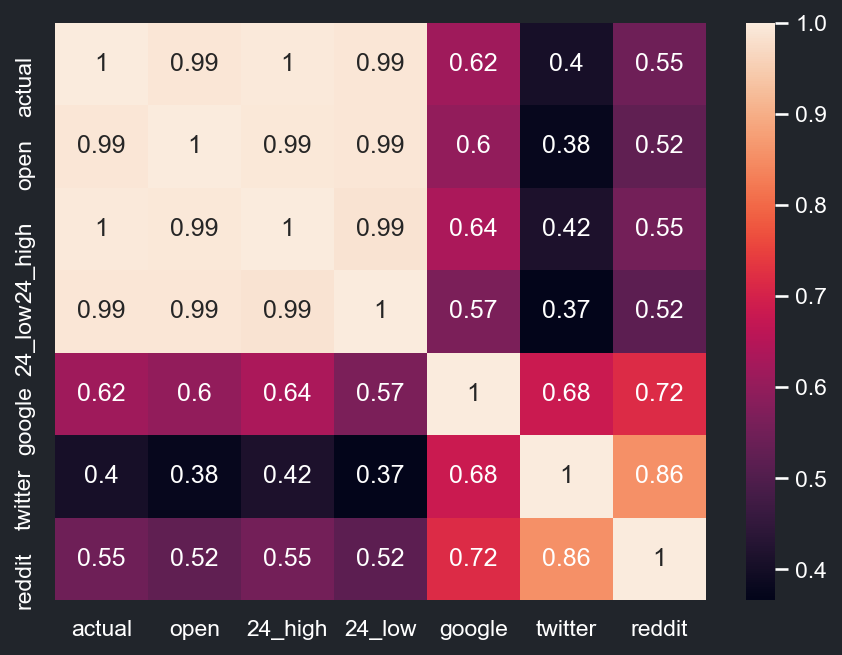 actual 1 0.99 1 0.99 0.62 0.4 0.55
open 0.99 1 0.99 0.99 0.6 0.38 0.52
24_high 1 0.99 1 0.99 0.64 0.42 0.55
24_low 0.99 0.99 0.99 1 0.57 0.37 0.52
google 0.62 0.6 0.64 0.57 1 0.68 0.72
twitter 0.4 0.38 0.42 0.37 0.68 1 0.86
reddit 0.55 0.52 0.55 0.52 0.72 0.86 1
actual open 24_high 24_low google twitter reddit
1.0
0.9
0.8
0.7
0.6
0.5
0.4